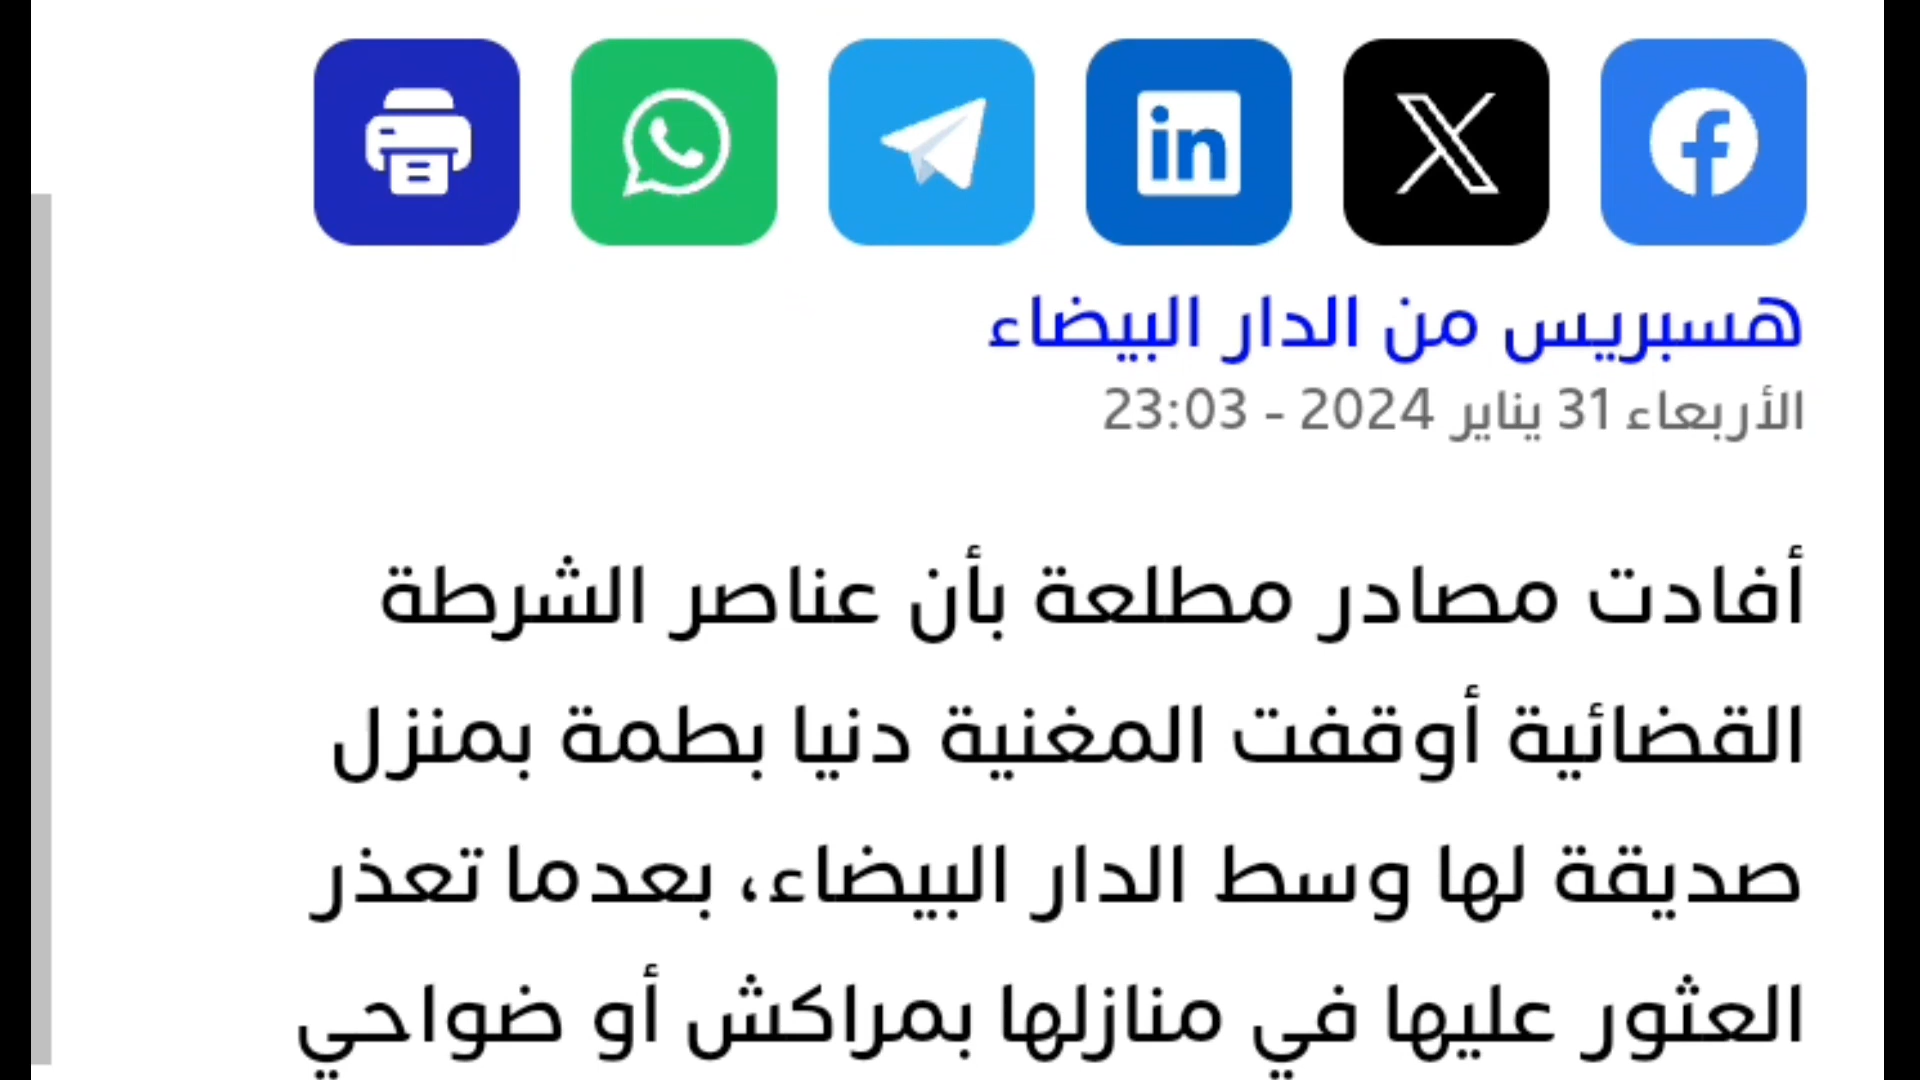 هسبريس من الدار البيضاء
الأربعاء 31 يناير 2024 - 23:03
أفادت مصادر مطلعة بأن عناصر الشرطة
القضائية أوقفت المغنية دنيا بطمة بمنزل
صديقة لها وسط الدار البيضاء، بعدما تعذر
العثور عليها في منازلها بمراكش أو ضواحي